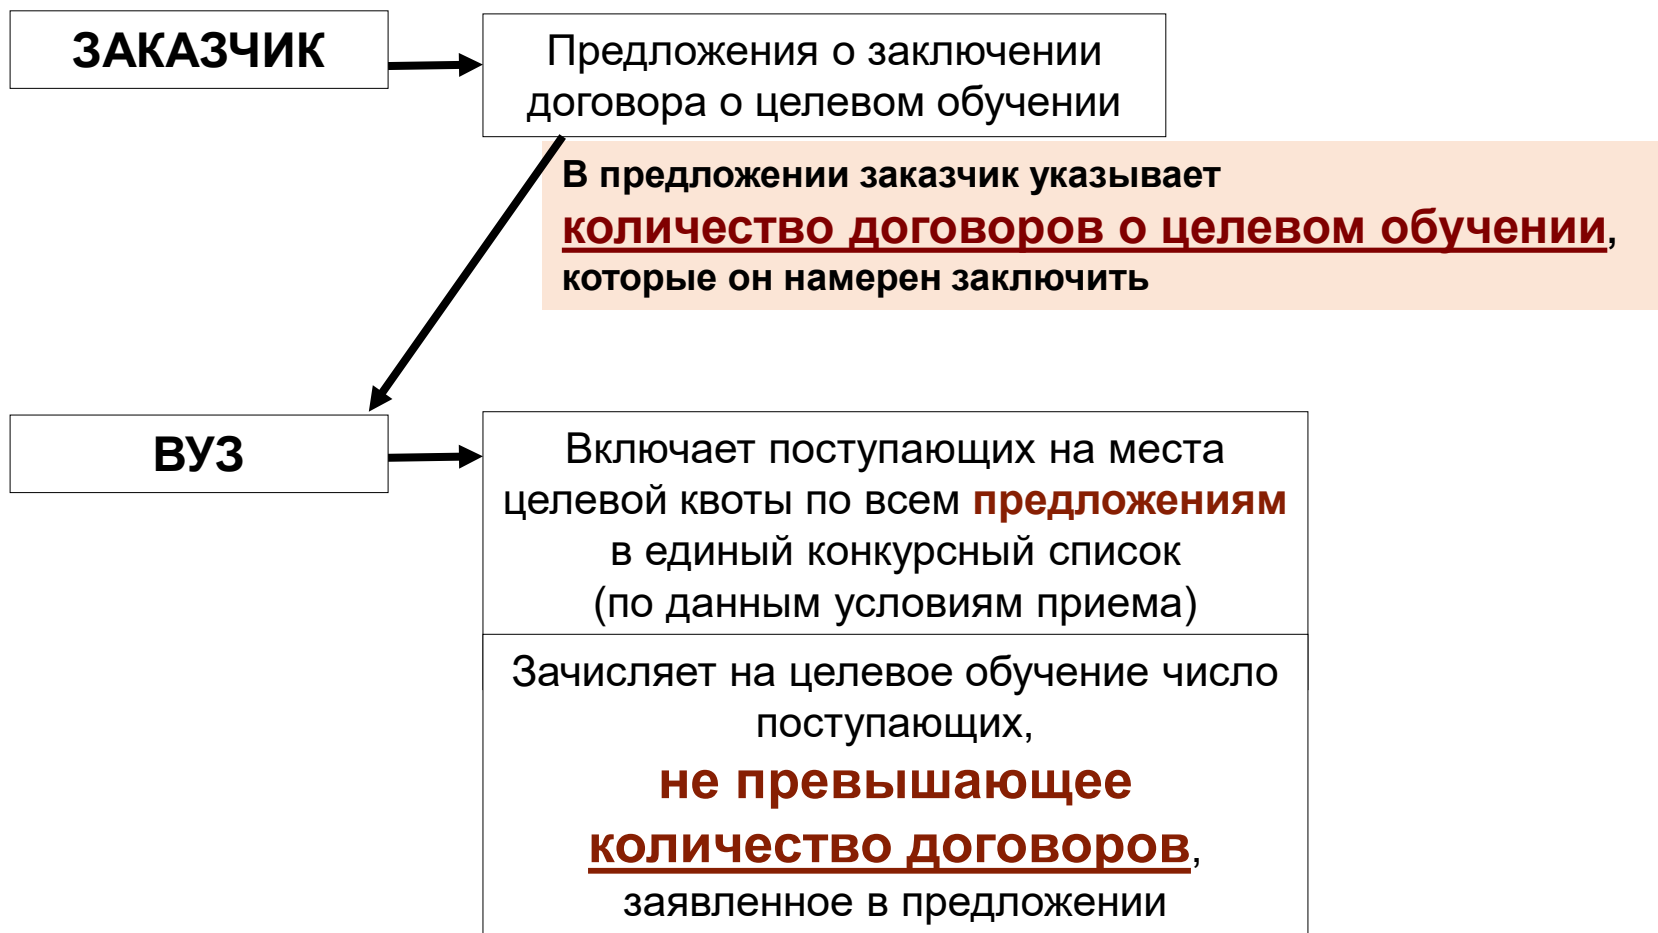 ЗАКАЗЧИК
Предложения о заключении
договора о целевом обучении
В предложении заказчик указывает
количество договоров о целевом обучении,
которые он намерен заключить
ВУЗ
Включает поступающих на места
целевой квоты по всем предложениям
в единый конкурсный список
(по данным условиям приема)
Зачисляет на целевое обучение число
поступающих,
не превышающее
количество договоров,
заявленное в предложении